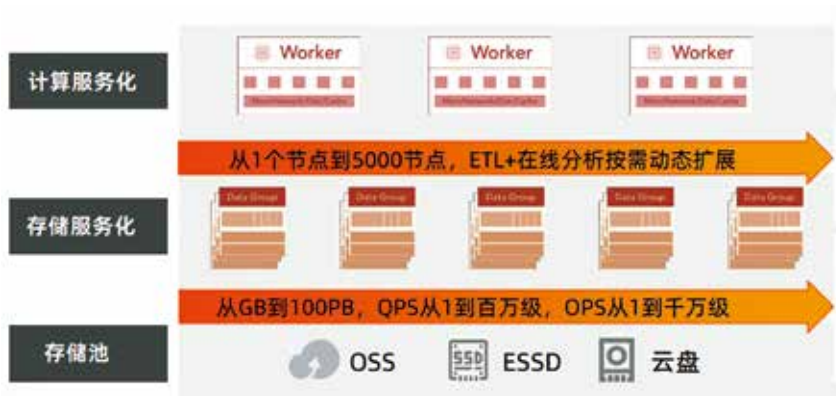 计算服务化
Worker
Worker
Worker
从1个节点到5000节点，ETL+在线分析按需动态扩展
存储服务化
Data Group
Data Group
Data Group
Data Group
Data Group
从GB到100PB，QPS从1到百万级，OPS从1到千万级
存储池
OSS
SSD
ESSD
云盘